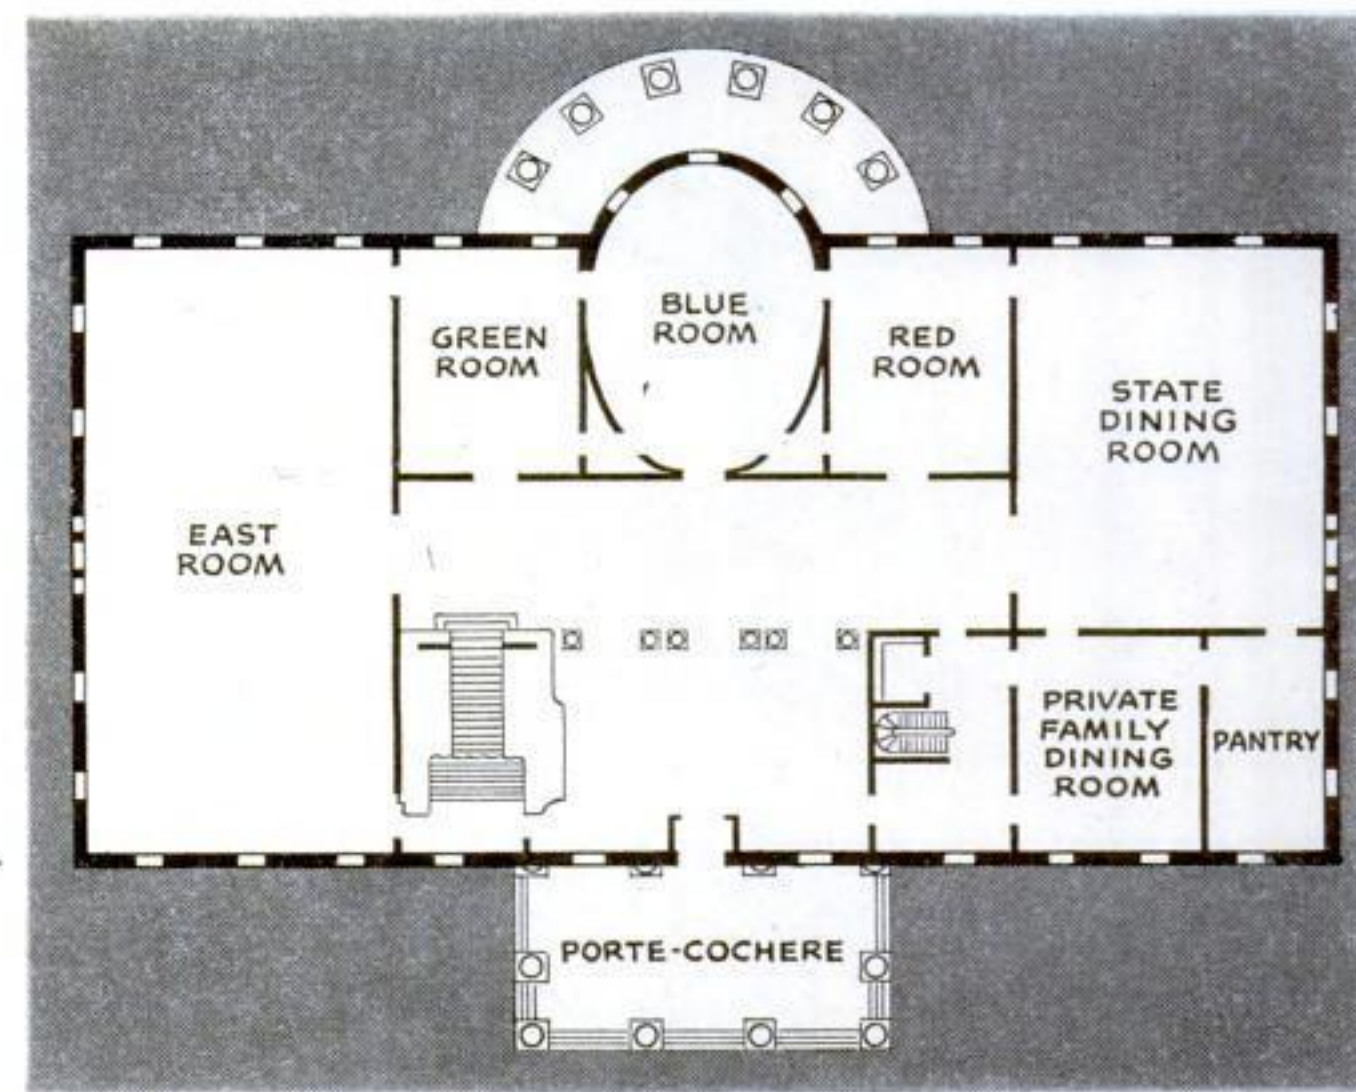 GREEN
ROOM
BLUE
ROOM
RED
ROOM
STATE
DINING
ROOM
EAST
ROOM
PRIVATE
FAMILY
DINING
ROOM
PANTRY
PORTE-COCHERE